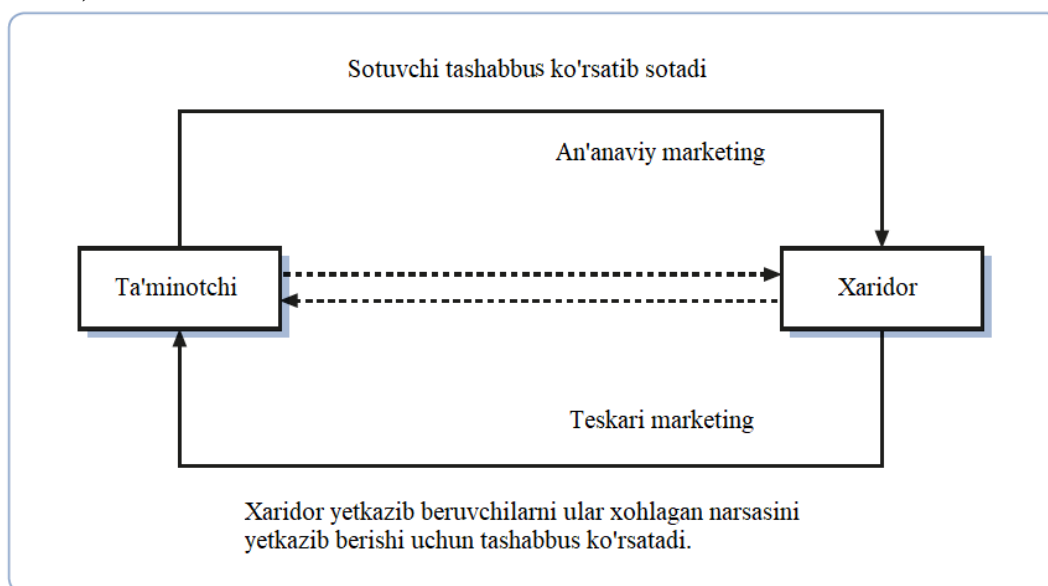 Sotuvchi tashabbus ko'rsatib sotadi
An'anaviy marketing
Ta'minotchi
Xaridor
Teskari marketing
Xaridor yetkazib beruvchilarni ular xohlagan narsasini
yetkazib berishi uchun tashabbus ko'rsatadi.